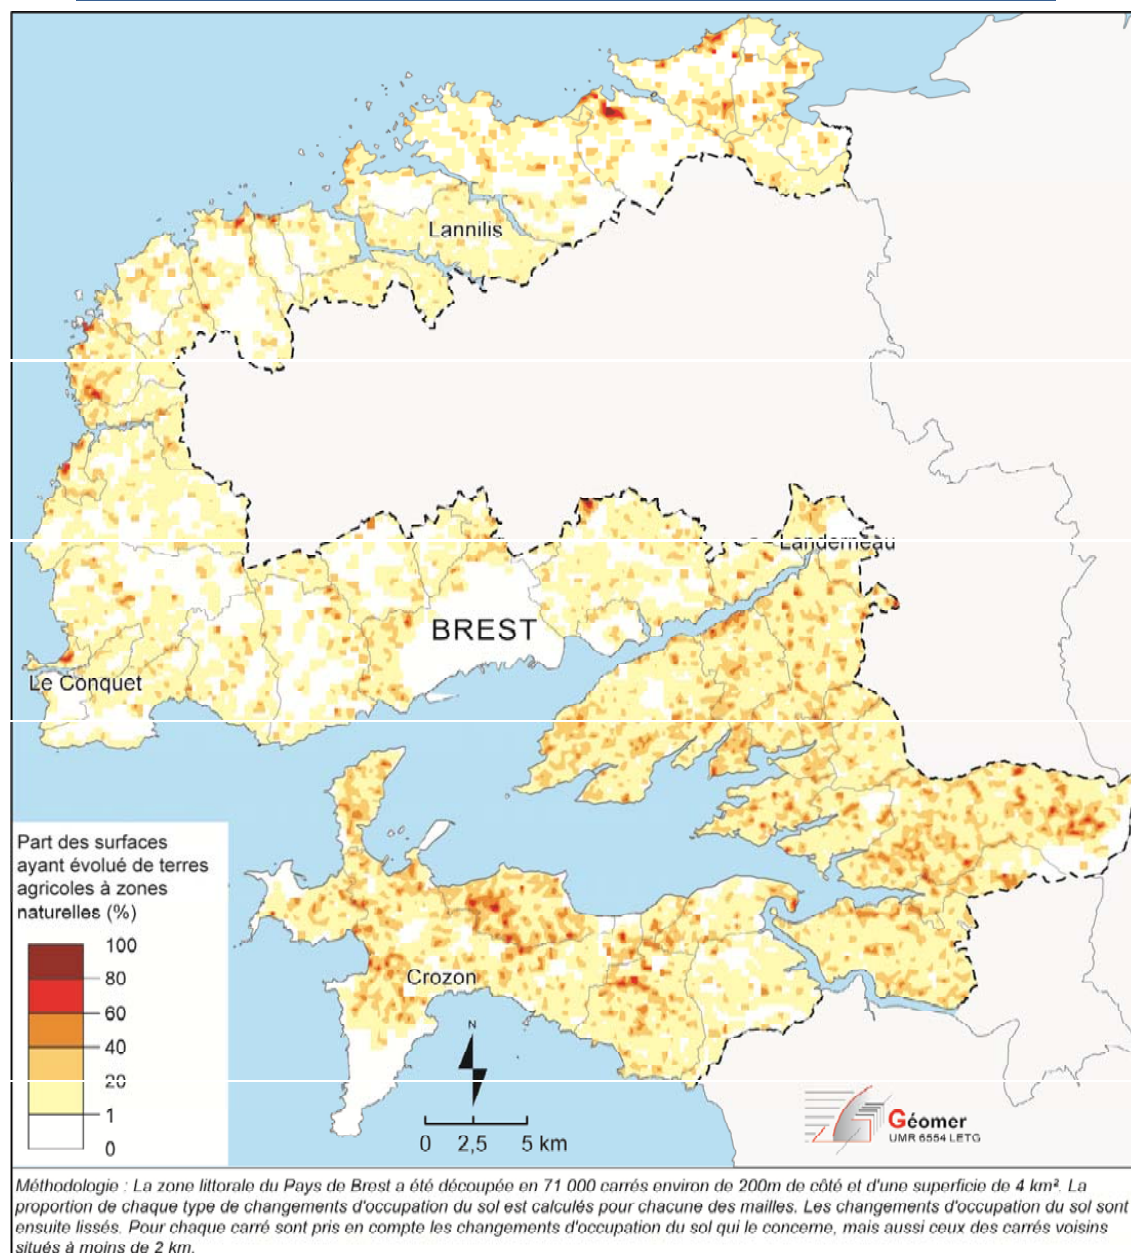 Lannilis
Landerneau
BREST
Le Conquet
Part des surfaces
ayant évolué de terres
agricoles à zones
naturelles (%)
100
80
60
40
20
1
0
Crozon
N
0 2,5 5 km
Géomer
UMR 6554 LETG
Méthodologie : La zone littorale du Pays de Brest a été découpée en 71 000 carrés environ de 200m de côté et d'une superficie de 4 km². La
proportion de chaque type de changements d'occupation du sol est calculés pour chacune des mailles. Les changements d'occupation du sol sont
ensuite lissés. Pour chaque carré sont pris en compte les changements d'occupation du sol qui le concerne, mais aussi ceux des carrés voisins
situés à moins de 2 km.